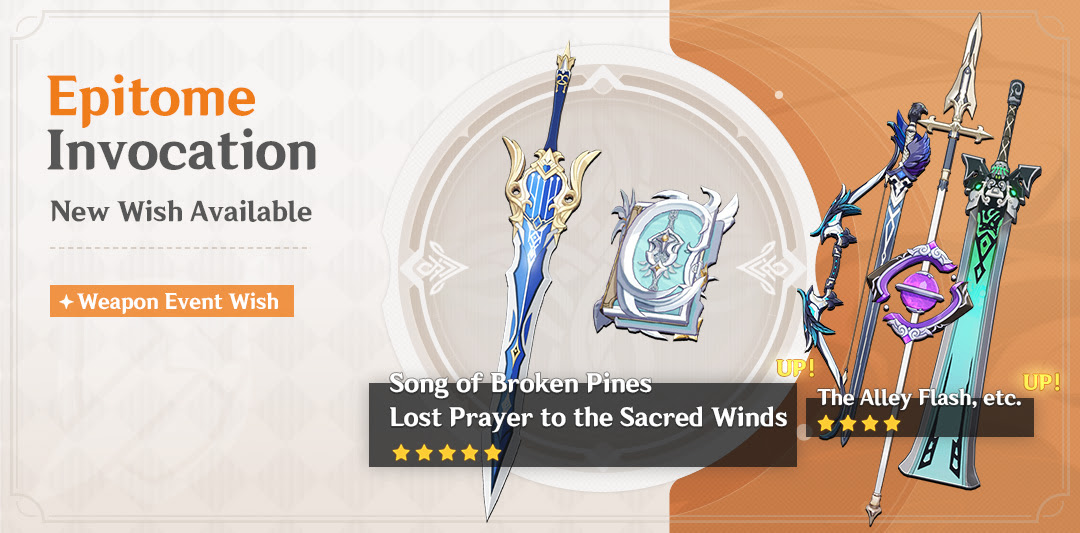 Epitome
Invocation
New Wish Available
Weapon Event Wish
Song of Broken Pines
Lost Prayer to the Sacred Winds
UP!
The Alley Flash, etc.
UP!